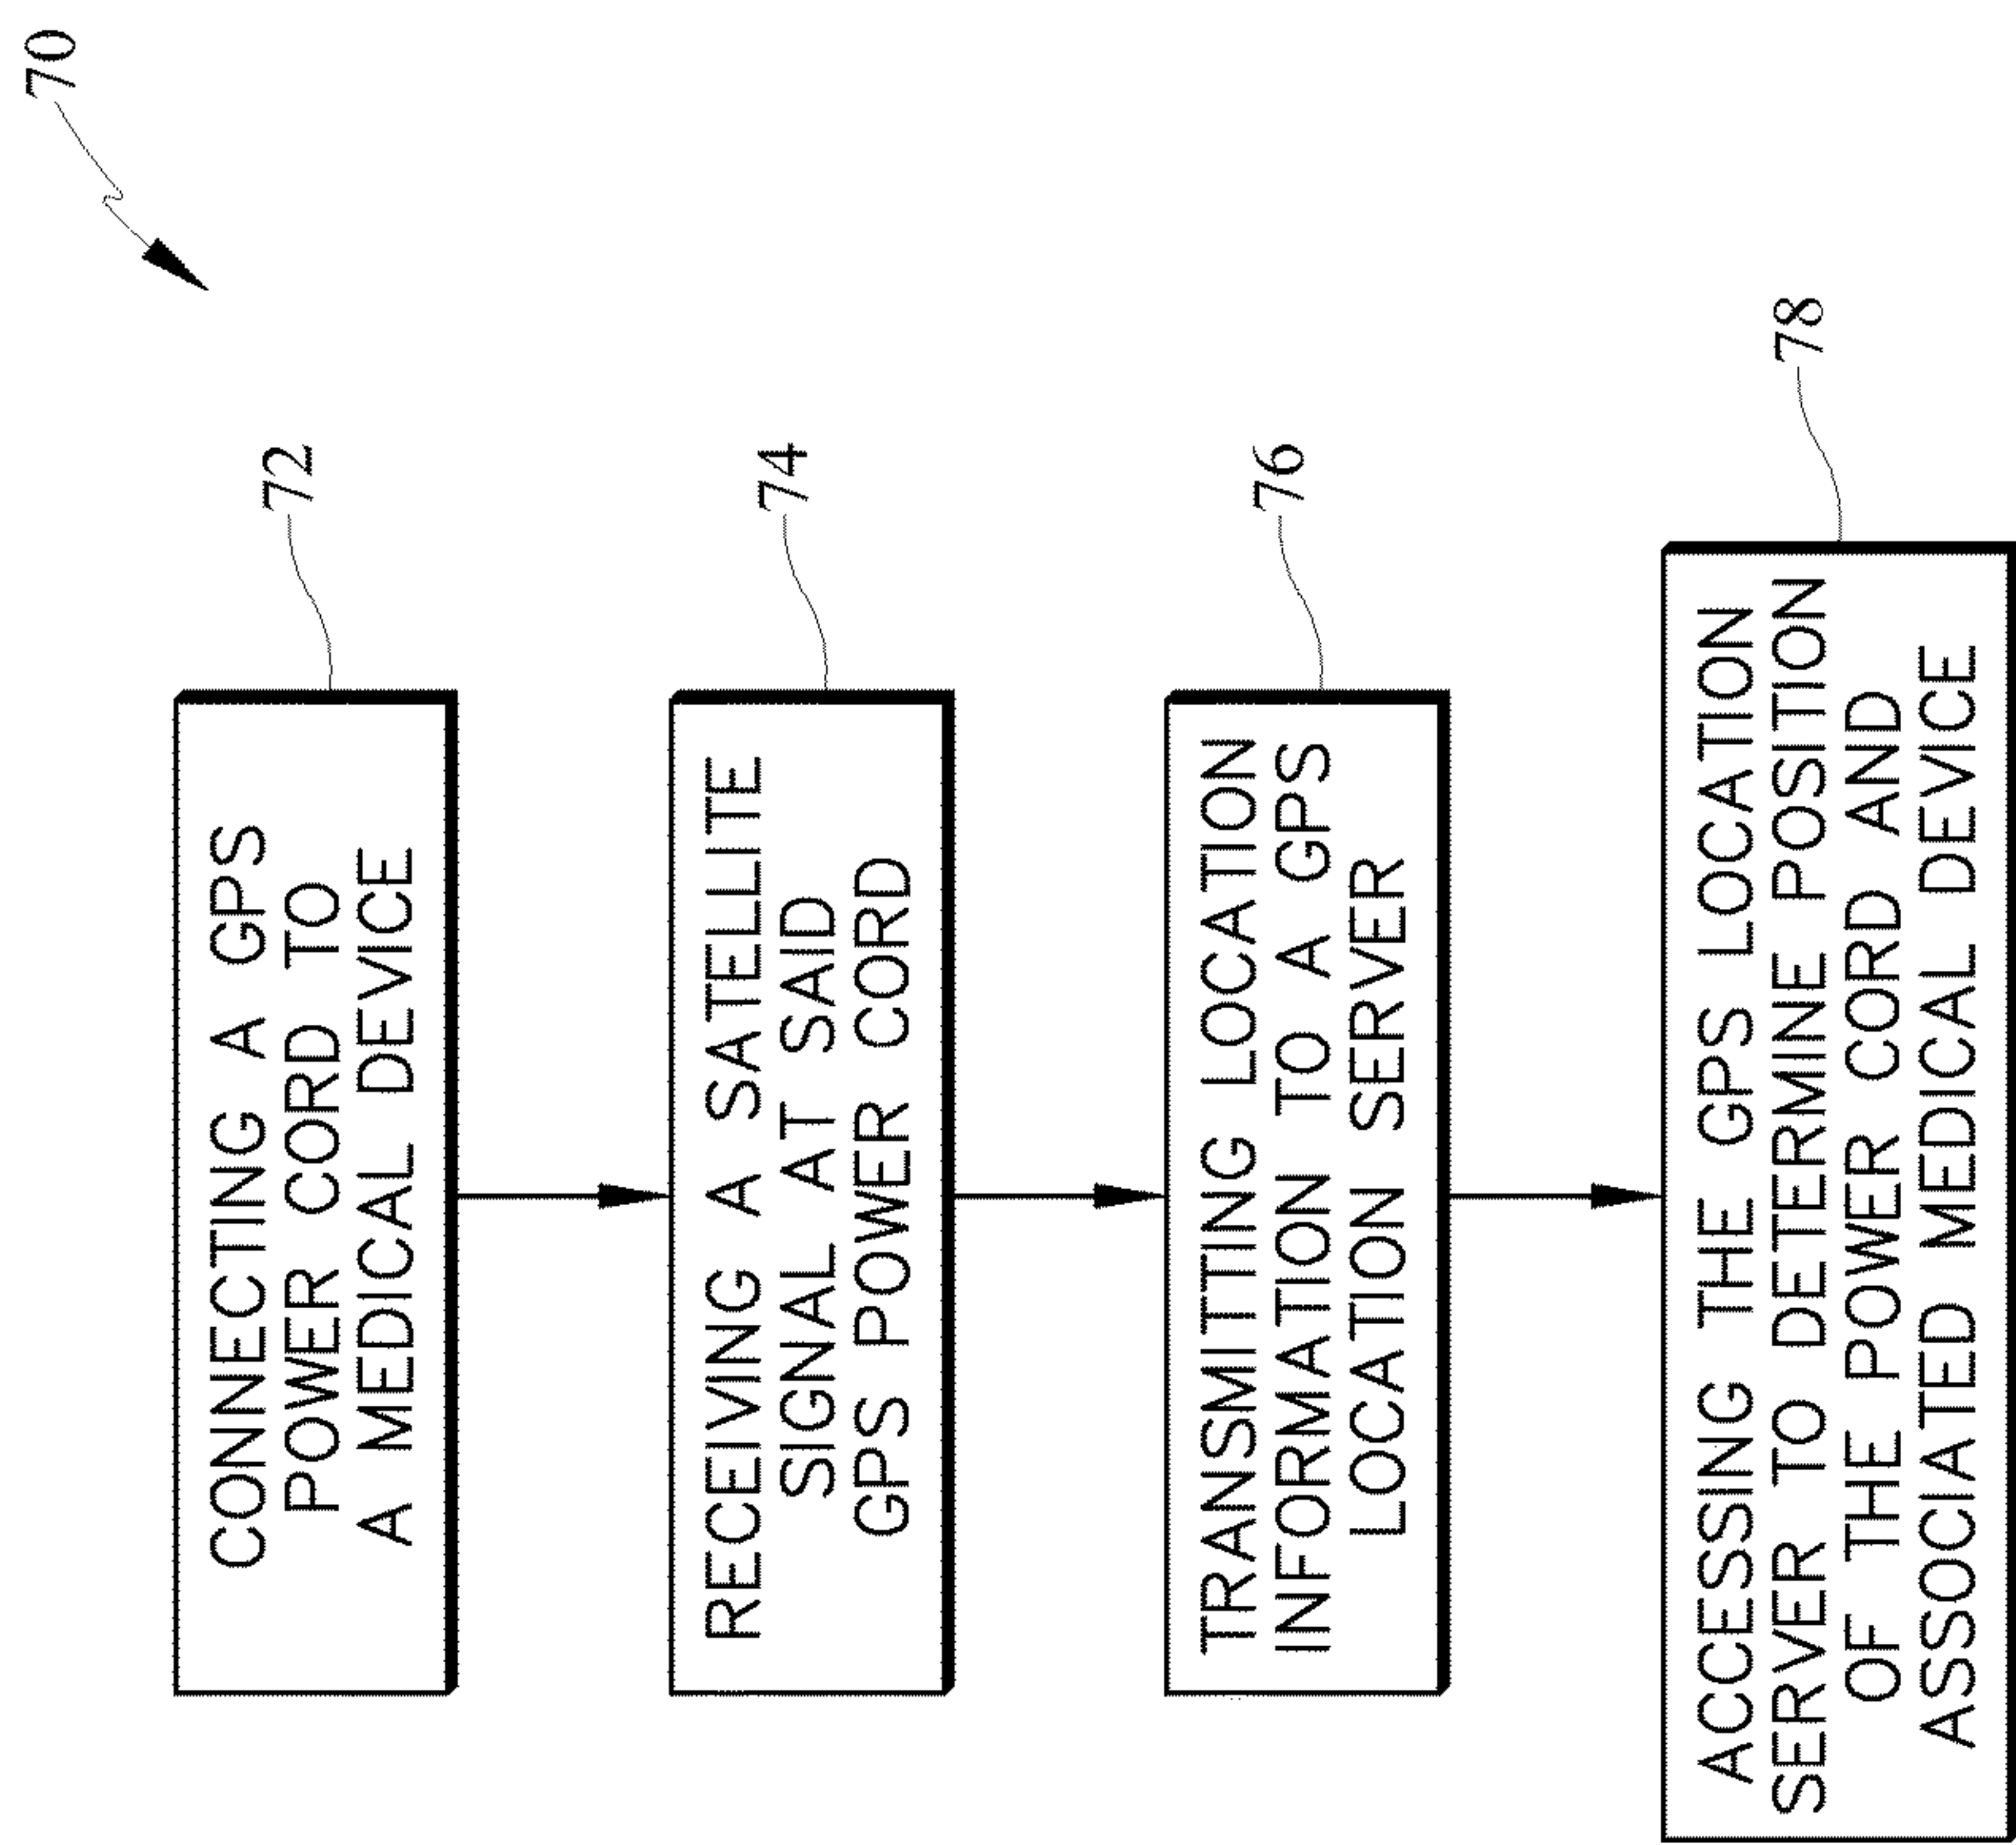 70
CONNECTING A GPS
POWER CORD TO
A MEDICAL DEVICE
72
RECEIVING A SATELLITE
SIGNAL AT SAID
GPS POWER CORD
74
TRANSMITTING LOCATION
INFORMATION TO A GPS
LOCATION SERVER
76
ACCESSING THE GPS LOCATION
SERVER TO DETERMINE POSITION
OF THE POWER CORD AND
ASSOCIATED MEDICAL DEVICE
78